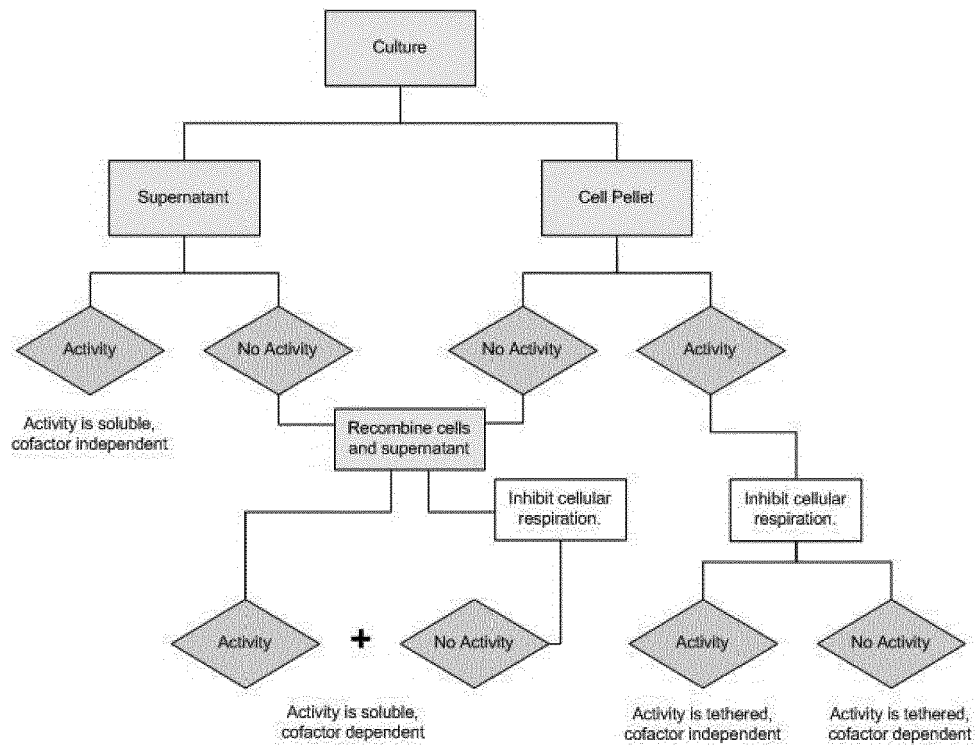 Culture
Supernatant
Cell Pellet
Activity
No Activity
No Activity
Activity
Activity is soluble,
cofactor independent
Recombine cells
and supernatant
Inhibit cellular
respiration.
Inhibit cellular
respiration.
Activity
+
No Activity
Activity
No Activity
Activity is soluble,
cofactor dependent
Activity is tethered,
cofactor independent
Activity is tethered,
cofactor dependent